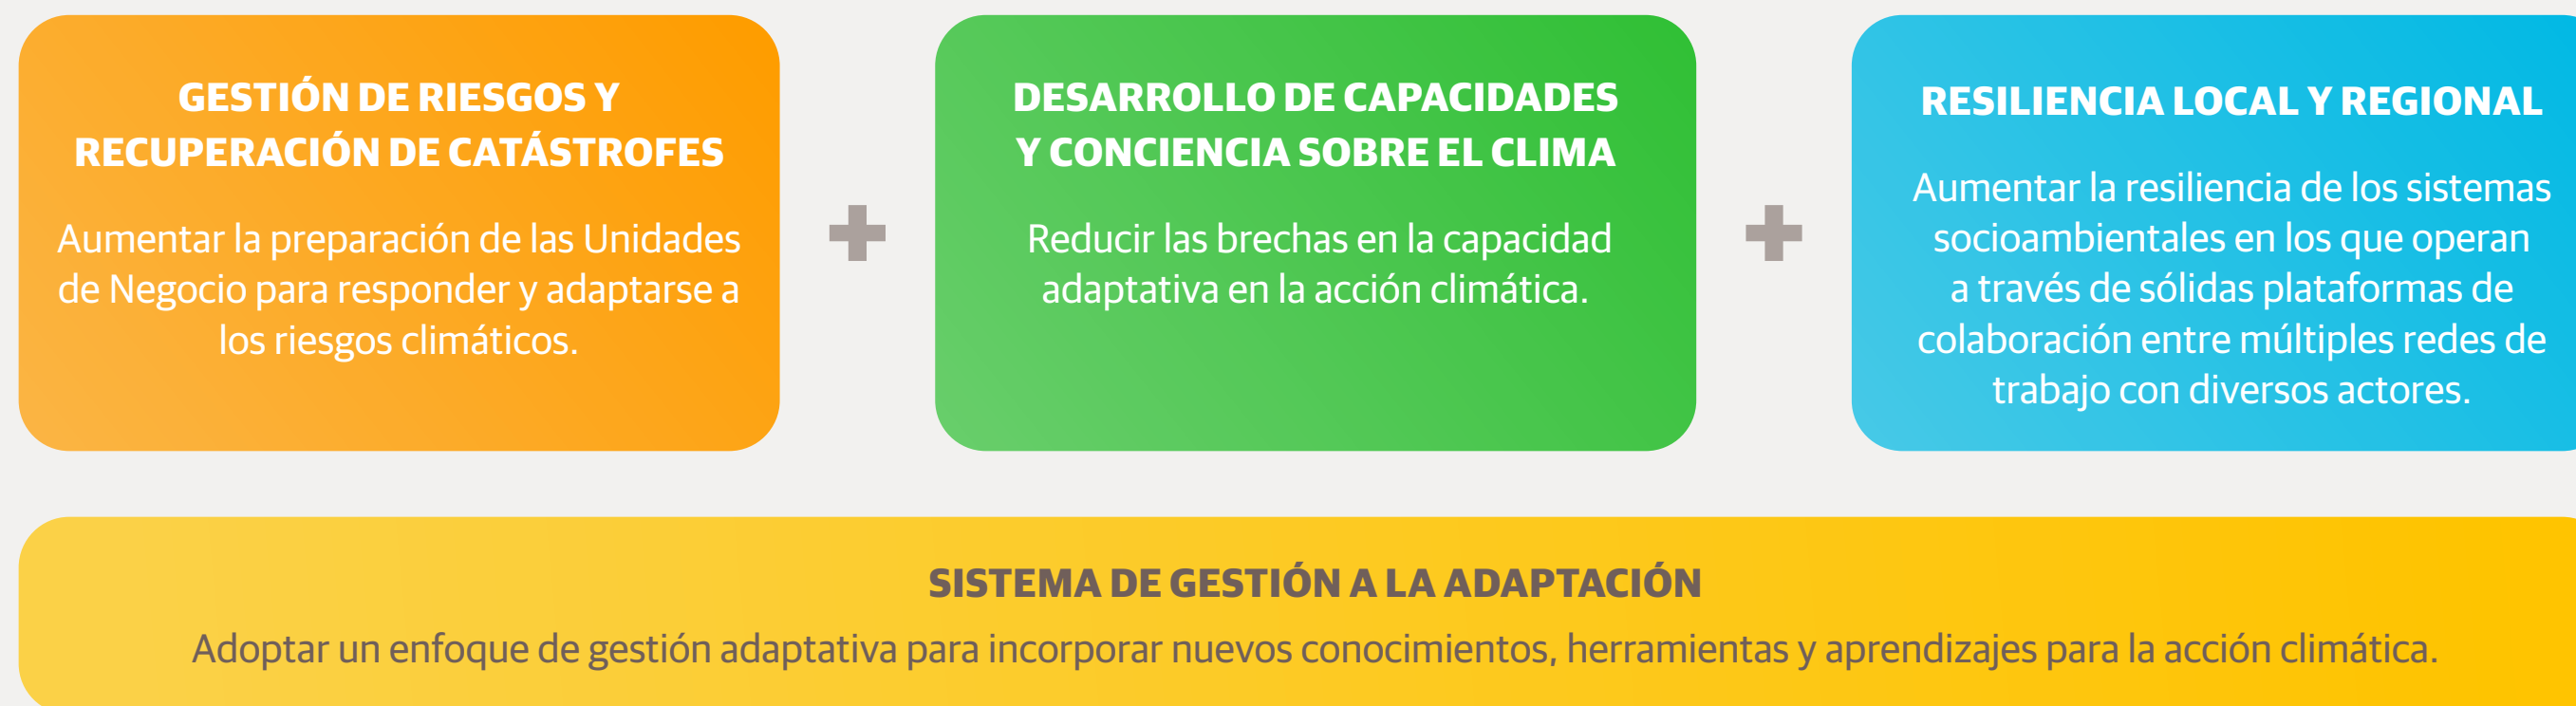 GESTIÓN DE RIESGOS Y
RECUPERACIÓN DE CATÁSTROFES
Aumentar la preparación de las Unidades
de Negocio para responder y adaptarse a
los riesgos climáticos.
DESARROLLO DE CAPACIDADES
Y CONCIENCIA SOBRE EL CLIMA
Reducir las brechas en la capacidad
adaptativa en la acción climática.
RESILIENCIA LOCAL Y REGIONAL
Aumentar la resiliencia de los sistemas
socioambientales en los que operan
a través de sólidas plataformas de
colaboración entre múltiples redes de
trabajo con diversos actores.
SISTEMA DE GESTIÓN A LA ADAPTACIÓN
Adoptar un enfoque de gestión adaptativa para incorporar nuevos conocimientos, herramientas y aprendizajes para la acción climática.